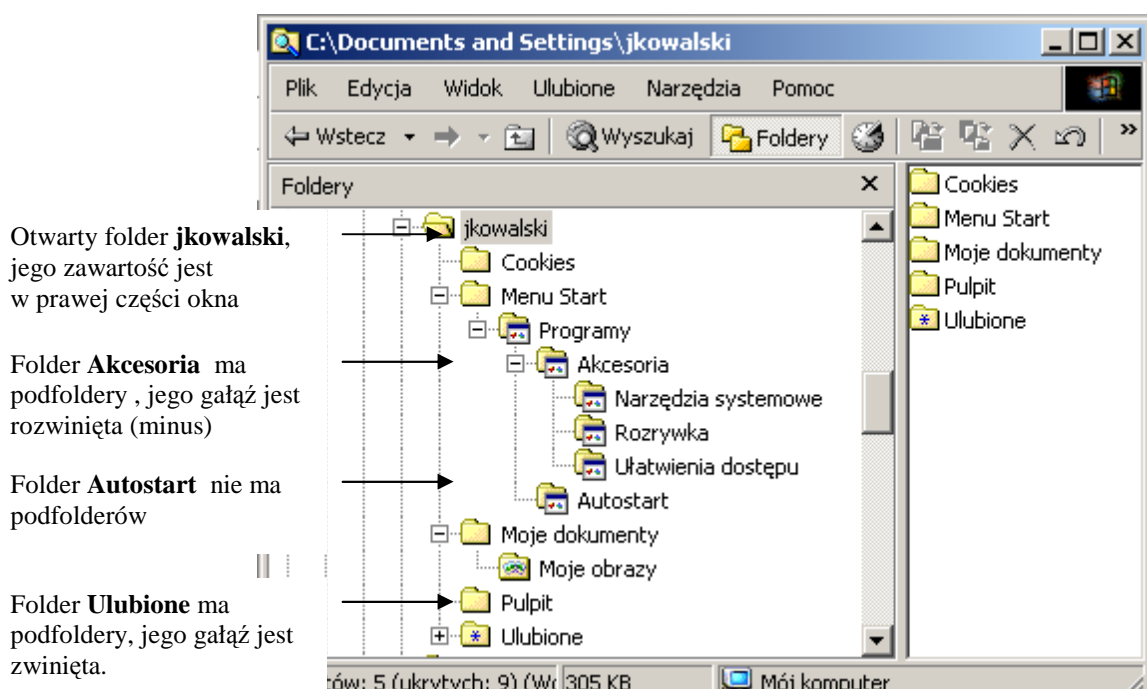 C:\Documents and Settings\jkowalski
Plik Edycja Widok Ulubione Narzędzia Pomoc
Wstecz Wyszukaj Foldery »
Foldery
Otwarty folder jkowalski,
jego zawartość jest
w prawej części okna
Folder Akcesoria ma
podfoldery , jego gałąź jest
rozwinięta (minus)
Folder Autostart nie ma
podfolderów
Folder Ulubione ma
podfoldery, jego gałąź jest
zwinięta.
jkowalski
Cookies
Menu Start
Programy
Akcesoria
Narzędzia systemowe
Rozrywka
Ułatwienia dostępu
Autostart
Moje dokumenty
Moje obrazy
Pulpit
Ulubione
Cookies
Menu Start
Moje dokumenty
Pulpit
Ulubione
5 (ukrytych: 9) 305 KB Mój komputer